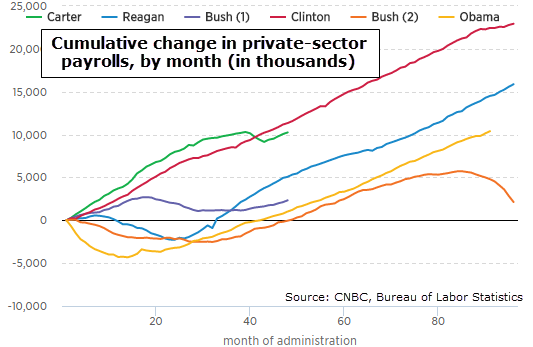 25,000
Carter Reagan Bush (1) Clinton Bush (2) Obama
Cumulative change in private-sector
payrolls, by month (in thousands)
20,000
15,000
10,000
5,000
0
-5,000
Source: CNBC, Bureau of Labor Statistics
-10,000
20 40 60 80
month of administration